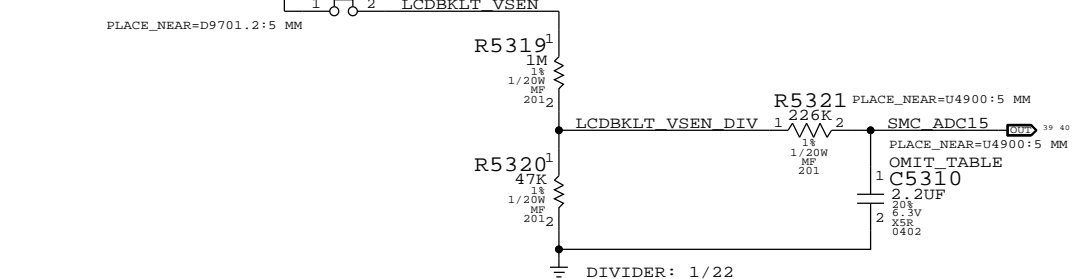 1 2 LCDBKLT_VSEN
PLACE_NEAR=D9701.2:5 MM
R5319 1
1M
1%
1/20W
MF
201 2
R5321 PLACE_NEAR=U4900:5 MM
226K
LCDBKLT_VSEN_DIV 1 2 SMC_ADC15 OUT 39 40
1%
1/20W
MF
201
PLACE_NEAR=U4900:5 MM
OMIT_TABLE
R5320 1
47K
1%
1/20W
MF
201 2
1 C5310
2.2UF
20%
6.3V
2 X5R
0402
DIVIDER: 1/22